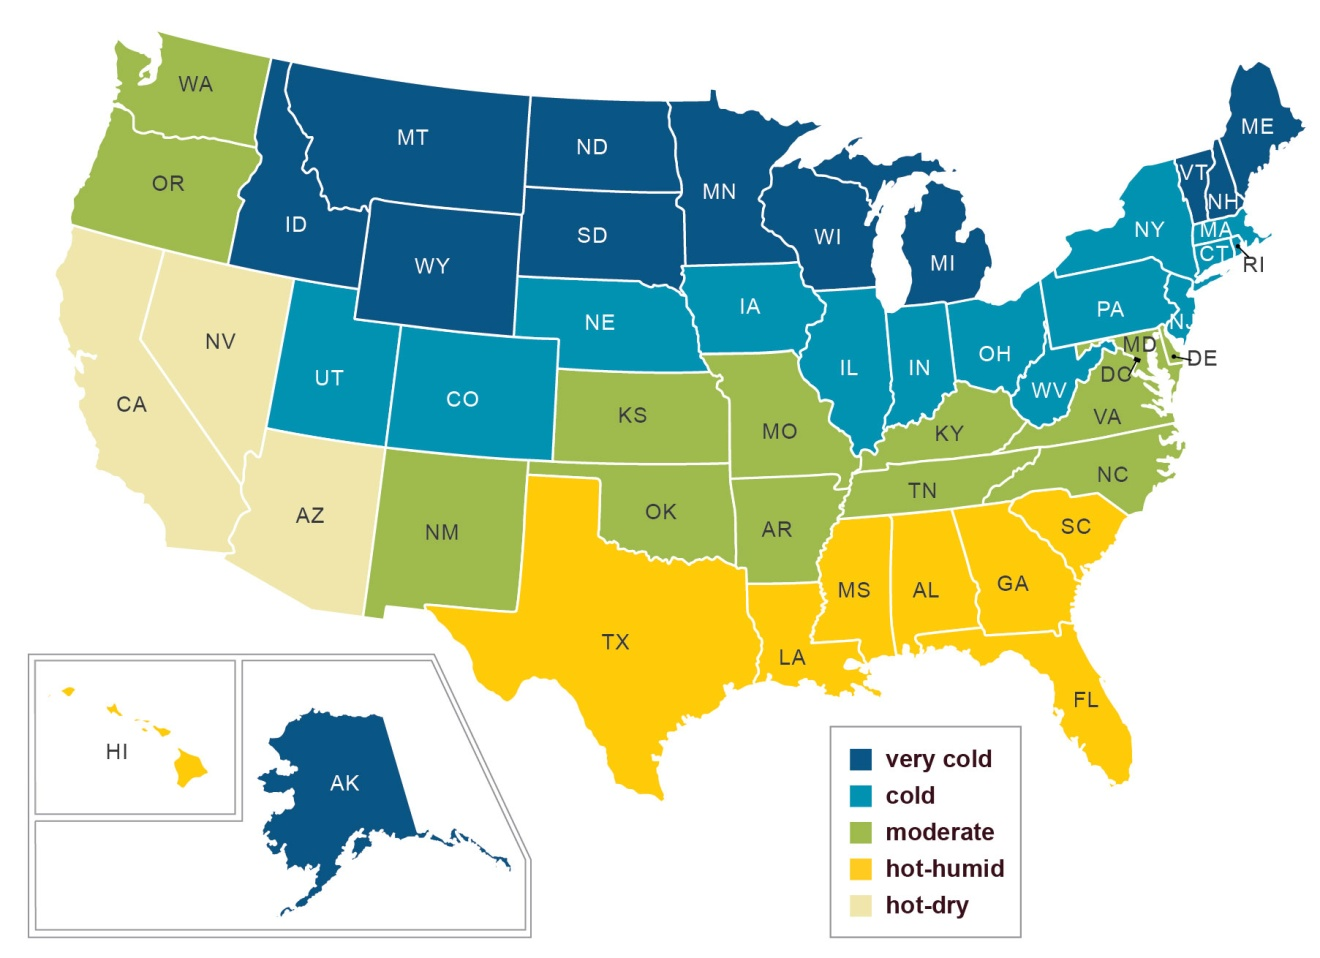 WA
MT
ND
ME
OR
ID
MN
VT
NH
SD
WI
NY
MA
WY
MI
CT
RI
NE
IA
PA
NV
UT
CO
IL
IN
OH
NJ
MD
DE
DC
WV
CA
KS
MO
KY
VA
AZ
NM
OK
AR
TN
NC
TX
MS
AL
GA
SC
LA
FL
HI
AK
very cold
cold
moderate
hot-humid
hot-dry